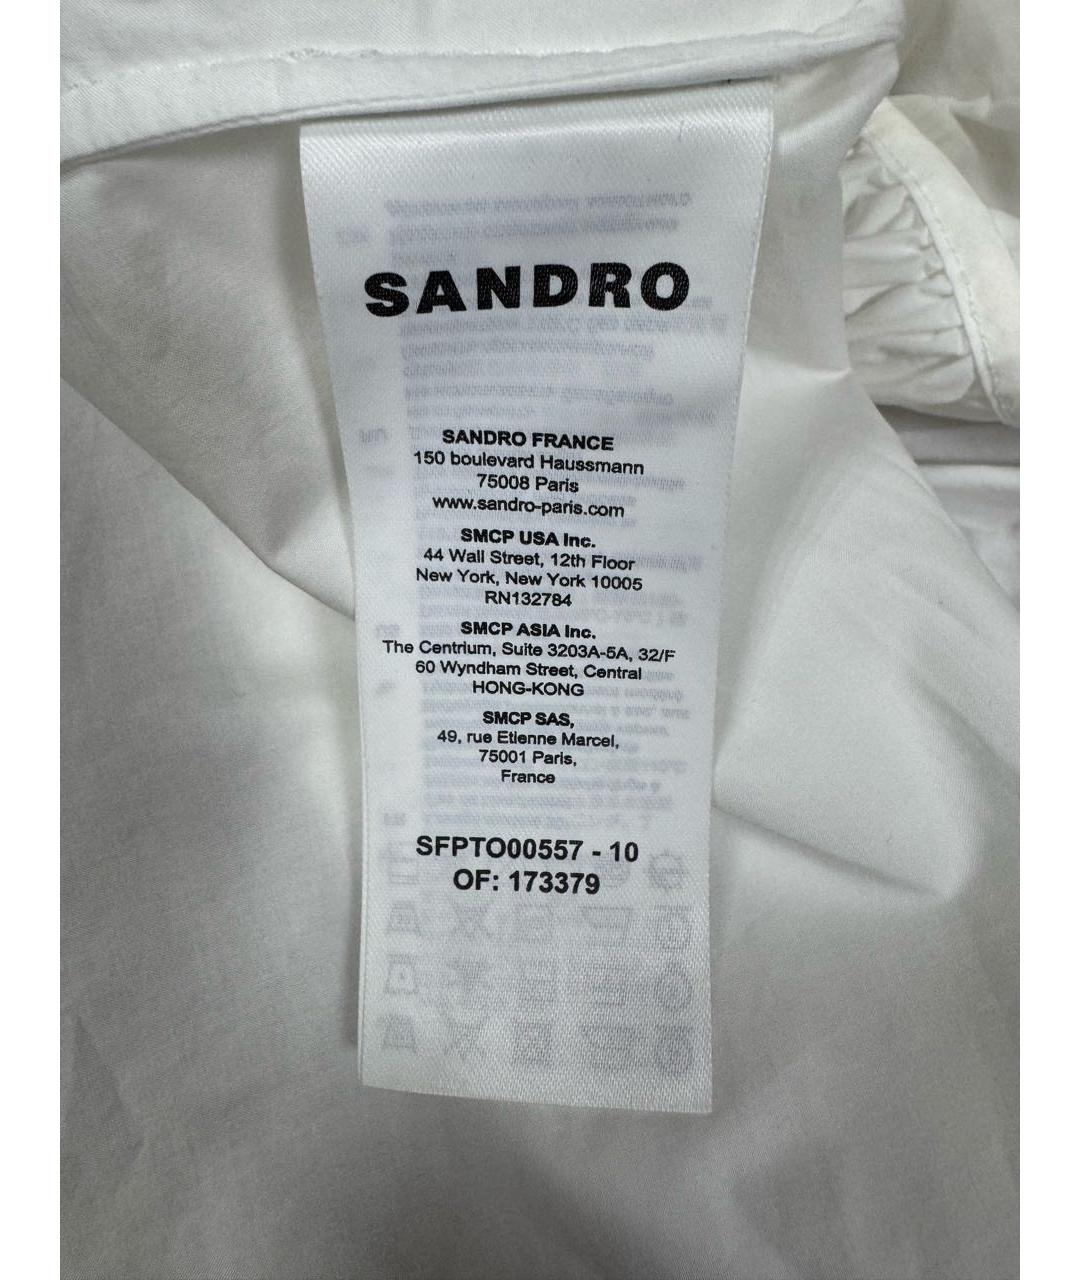 SANDRO
SANDRO FRANCE
150 boulevard Haussmann
75008 Paris
www.sandro-paris.com
SMCP USA Inc.
44 Wall Street, 12th Floor
New York, New York 10005
RN132784
SMCP ASIA Inc.
The Centrium, Suite 3203A-5A, 32/F
60 Wyndham Street, Central
HONG-KONG
SMCP SAS,
49, rue Etienne Marcel,
75001 Paris,
France
SFPTO00557 - 10
OF: 173379